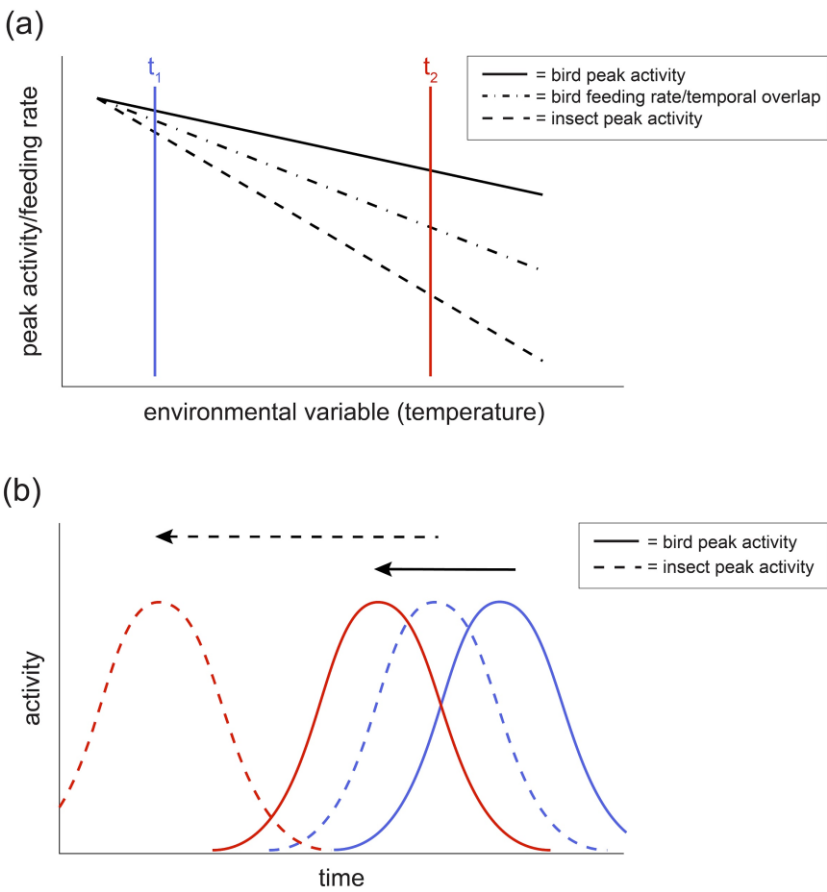 (a)
t1
t2
= bird peak activity
= bird feeding rate/temporal overlap
= insect peak activity
peak activity/feeding rate
environmental variable (temperature)
(b)
= bird peak activity
= insect peak activity
activity
time